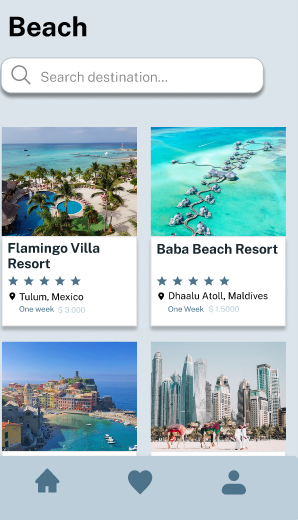 Beach
Search destination...
Flamingo Villa
Resort
Tulum, Mexico
One week $ 3.000
Baba Beach Resort
Dhaalu Atoll, Maldives
One Week $ 1.5000